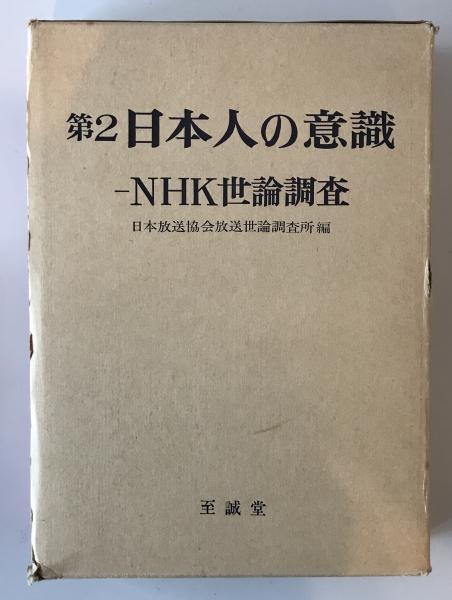 第2日本人の意識
–NHK世論調査
日本放送協会放送世論調査所編
至誠堂